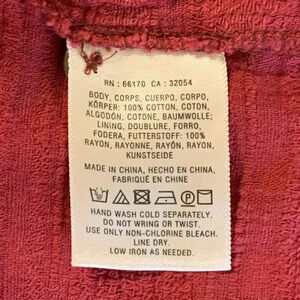 RN : 66170 CA : 32054
BODY, CORPS, CUERPO, CORPO,
KÖRPER: 100% COTTON, COTON,
ALGODÓN, COTONE, BAUMWOLLE;
LINING, DOUBLURE, FORRO,
FODERA, FUTTERSTOFF: 100%
RAYON, RAYONNE, RAYÓN, RAYON,
KUNSTSEIDE
MADE IN CHINA, HECHO EN CHINA,
FABRIQUÉ EN CHINE
HAND WASH COLD SEPARATELY.
DO NOT WRING OR TWIST.
USE ONLY NON-CHLORINE BLEACH.
LINE DRY.
LOW IRON AS NEEDED.